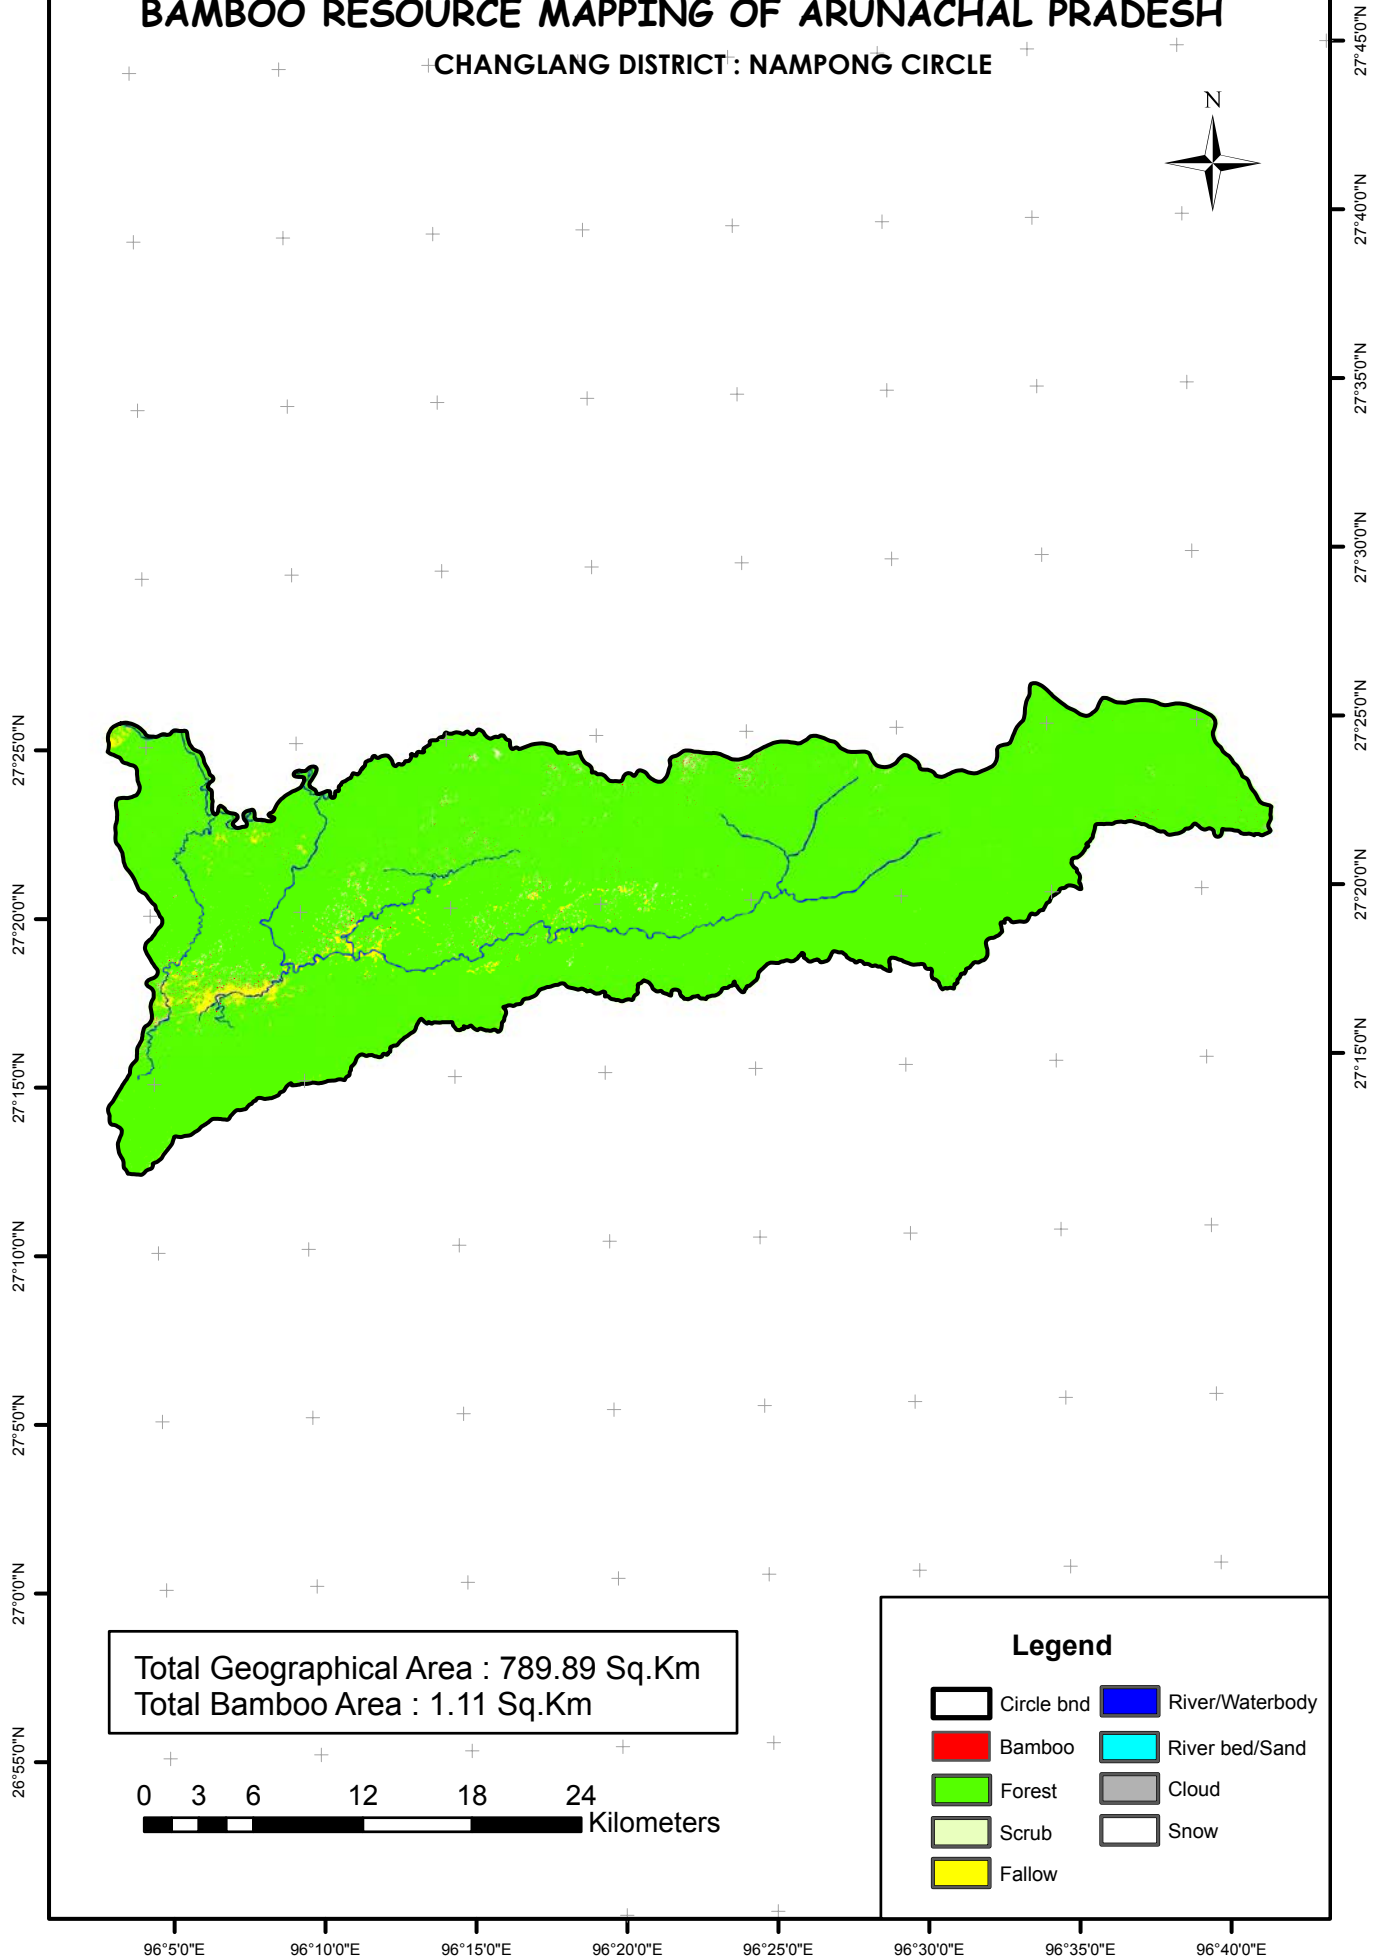 BAMBOO RESOURCE MAPPING OF ARUNACHAL PRADESH
CHANGLANG DISTRICT : NAMPONG CIRCLE
N
27°45'0"N
27°40'0"N
27°35'0"N
27°30'0"N
27°25'0"N
27°20'0"N
27°15'0"N
27°25'0"N
27°20'0"N
27°15'0"N
27°10'0"N
27°5'0"N
27°0'0"N
26°55'0"N
Total Geographical Area : 789.89 Sq.Km
Total Bamboo Area : 1.11 Sq.Km
0 3 6 12 18 24
Kilometers
Legend
Circle bnd
Bamboo
Forest
Scrub
Fallow
River/Waterbody
River bed/Sand
Cloud
Snow
96°5'0"E 96°10'0"E 96°15'0"E 96°20'0"E 96°25'0"E 96°30'0"E 96°35'0"E 96°40'0"E